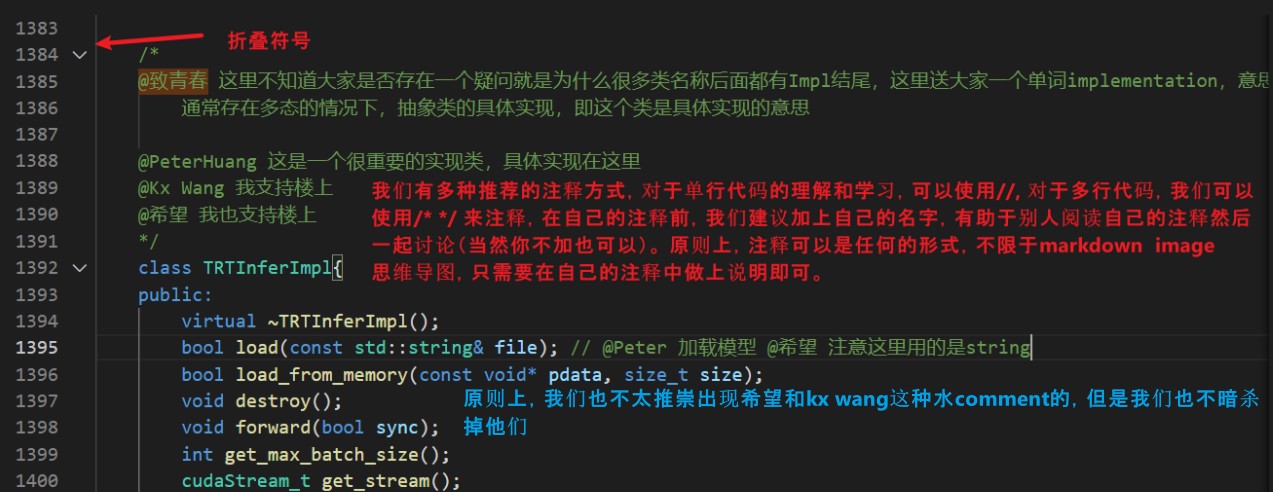 1383
折叠符号
1384 /*
1385 @致青春 这里不知道大家是否存在一个疑问就是为什么很多类名称后面都有Impl结尾，这里送大家一个单词implementation，意思
1386 通常存在多态的情况下，抽象类的具体实现，即这个类是具体实现的意思
1387
1388 @PeterHuang 这是一个很重要的实现类，具体实现在这里
1389 @Kx Wang 我支持楼上
1390 @希望 我也支持楼上
1391 */
我们有多种推荐的注释方式，对于单行代码的理解和学习，可以使用//，对于多行代码，我们可以
使用/* */ 来注释，在自己的注释前，我们建议加上自己的名字，有助于别人阅读自己的注释然后
一起讨论（当然你不加也可以）。原则上，注释可以是任何的形式，不限于markdown image
思维导图，只需要在自己的注释中做上说明即可。
1392 class TRTInferImpl{
1393 public:
1394 virtual ~TRTInferImpl();
1395 bool load(const std::string& file); // @Peter 加载模型 @希望 注意这里用的是string
1396 bool load_from_memory(const void* pdata, size_t size);
1397 void destroy();
1398 void forward(bool sync);
原则上，我们也不太推崇出现希望和kx wang这种水comment的，但是我们也不暗杀
掉他们
1399 int get_max_batch_size();
1400 cudaStream_t get_stream();